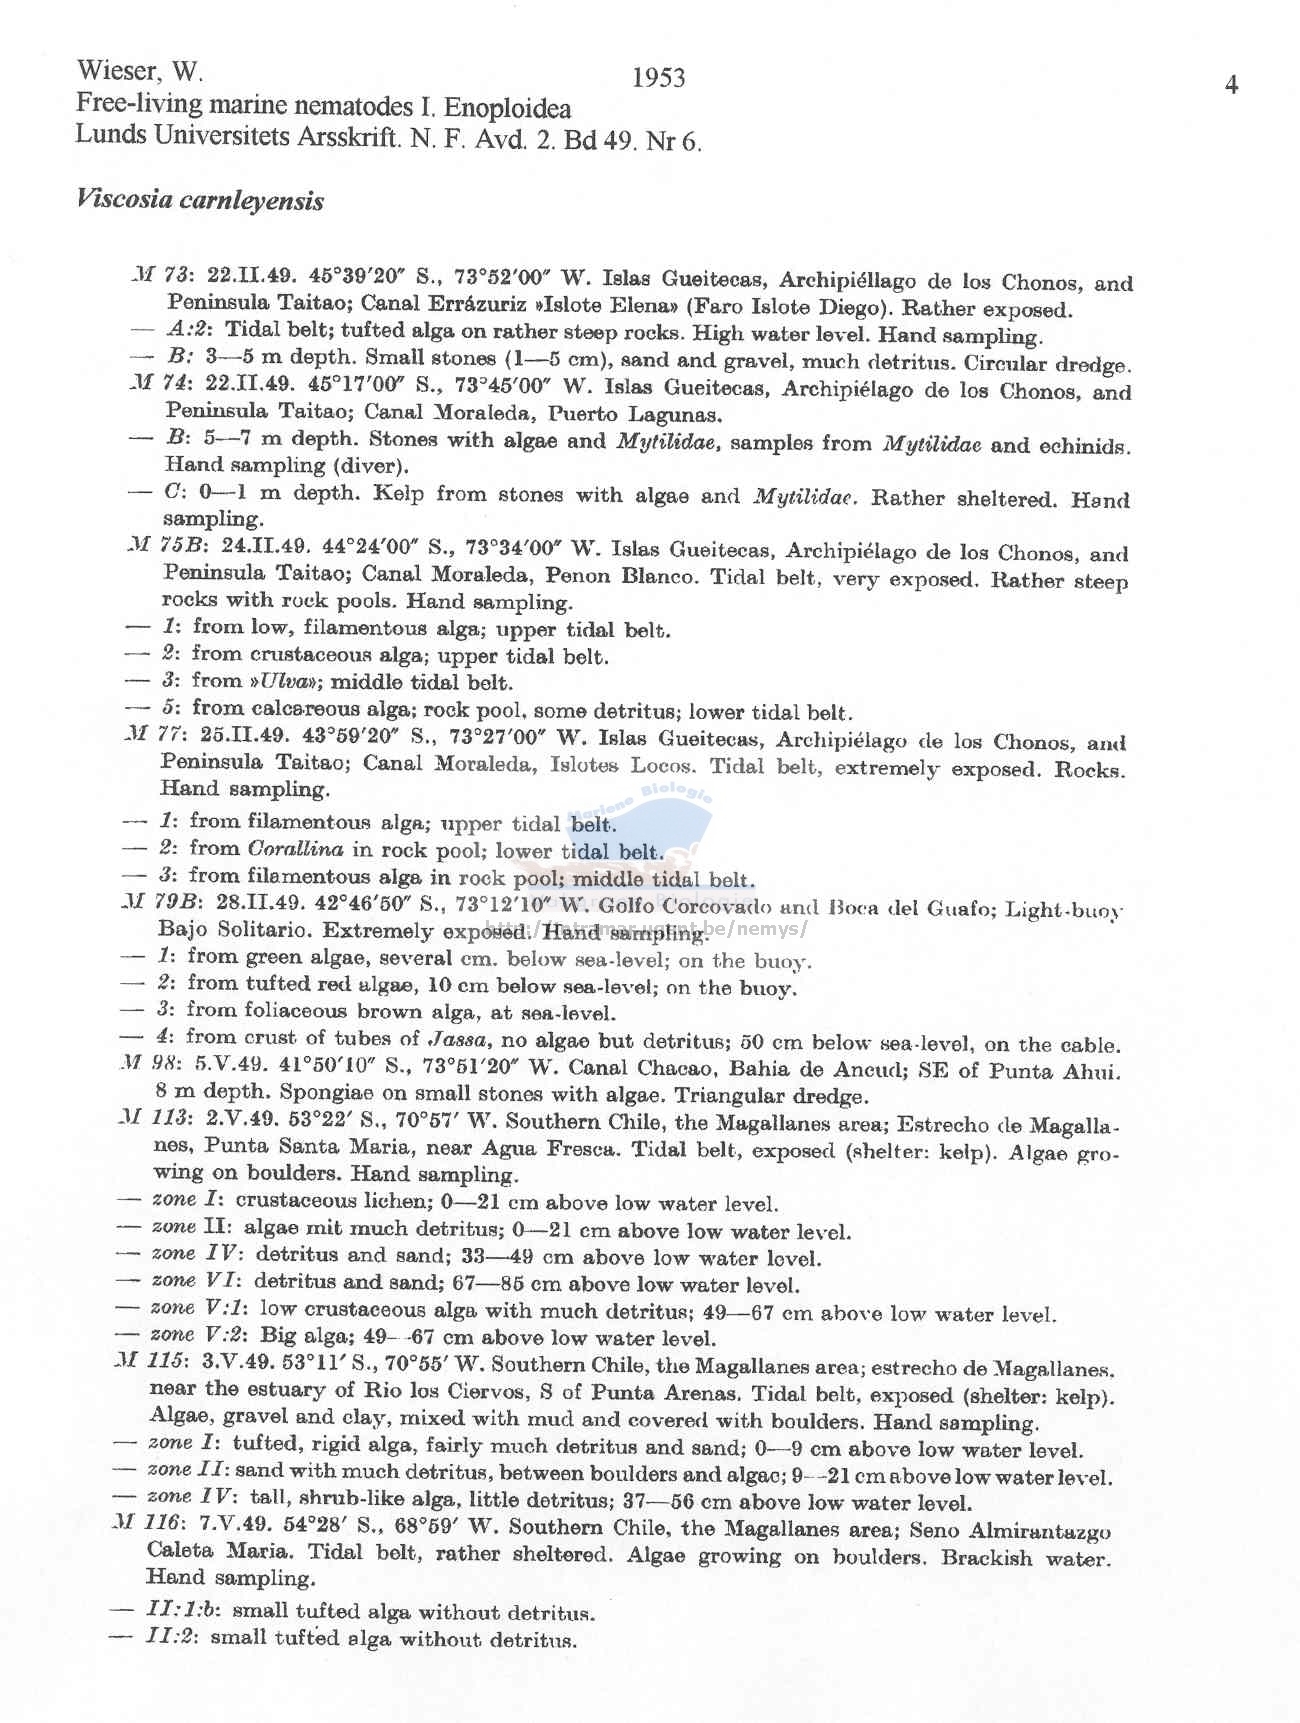 Wieser, W.
1953
4
Free-living marine nematodes I. Enoploidea
Lunds Universitets Arsskrift. N. F. Avd. 2. Bd 49. Nr 6.
Viscosia carnleyensis
M 73: 22.II.49. 45°39′20″ S., 73°52′00″ W. Islas Gueitecas, Archipiéllago de los Chonos, and
Peninsula Taitao; Canal Errázuriz »Islote Elena» (Faro Islote Diego). Rather exposed.
— A:2: Tidal belt; tufted alga on rather steep rocks. High water level. Hand sampling.
— B: 3—5 m depth. Small stones (1—5 cm), sand and gravel, much detritus. Circular dredge.
M 74: 22.II.49. 45°17′00″ S., 73°45′00″ W. Islas Gueitecas, Archipiélago de los Chonos, and
Peninsula Taitao; Canal Moraleda, Puerto Lagunas.
— B: 5—7 m depth. Stones with algae and Mytilidae, samples from Mytilidae and echinids.
Hand sampling (diver).
— C: 0—1 m depth. Kelp from stones with algae and Mytilidae. Rather sheltered. Hand
sampling.
M 75B: 24.II.49. 44°24′00″ S., 73°34′00″ W. Islas Gueitecas, Archipiélago de los Chonos, and
Peninsula Taitao; Canal Moraleda, Penon Blanco. Tidal belt, very exposed. Rather steep
rocks with rock pools. Hand sampling.
— 1: from low, filamentous alga; upper tidal belt.
— 2: from crustaceous alga; upper tidal belt.
— 3: from »Ulva»; middle tidal belt.
— 5: from calcareous alga; rock pool, some detritus; lower tidal belt.
M 77: 25.II.49. 43°59′20″ S., 73°27′00″ W. Islas Gueitecas, Archipiélago de los Chonos, and
Peninsula Taitao; Canal Moraleda, Islotes Locos. Tidal belt, extremely exposed. Rocks.
Hand sampling.
Marine Biologie
— 1: from filamentous alga; upper tidal belt.
— 2: from Corallina in rock pool; lower tidal belt.
— 3: from filamentous alga in rock pool; middle tidal belt.
M 79B: 28.II.49. 42°46′50″ S., 73°12′10″ W. Golfo Corcovado and Boca del Guafo; Light-buoy
Bajo Solitario. Extremely exposed. Hand sampling.
http://intramar.ugent.be/nemys/
— 1: from green algae, several cm. below sea-level; on the buoy.
— 2: from tufted red algae, 10 cm below sea-level; on the buoy.
— 3: from foliaceous brown alga, at sea-level.
— 4: from crust of tubes of Jassa, no algae but detritus; 50 cm below sea-level, on the cable.
M 98: 5.V.49. 41°50′10″ S., 73°51′20″ W. Canal Chacao, Bahia de Ancud; SE of Punta Ahui.
8 m depth. Spongiae on small stones with algae. Triangular dredge.
M 113: 2.V.49. 53°22′ S., 70°57′ W. Southern Chile, the Magallanes area; Estrecho de Magalla-
nes, Punta Santa Maria, near Agua Fresca. Tidal belt, exposed (shelter: kelp). Algae gro-
wing on boulders. Hand sampling.
— zone I: crustaceous lichen; 0—21 cm above low water level.
— zone II: algae mit much detritus; 0—21 cm above low water level.
— zone IV: detritus and sand; 33—49 cm above low water level.
— zone VI: detritus and sand; 67—85 cm above low water level.
— zone V:1: low crustaceous alga with much detritus; 49—67 cm above low water level.
— zone V:2: Big alga; 49--67 cm above low water level.
M 115: 3.V.49. 53°11′ S., 70°55′ W. Southern Chile, the Magallanes area; estrecho de Magallanes.
near the estuary of Rio los Ciervos, S of Punta Arenas. Tidal belt, exposed (shelter: kelp).
Algae, gravel and clay, mixed with mud and covered with boulders. Hand sampling.
— zone I: tufted, rigid alga, fairly much detritus and sand; 0—9 cm above low water level.
— zone II: sand with much detritus, between boulders and algae; 9--21 cm above low water level.
— zone IV: tall, shrub-like alga, little detritus; 37—56 cm above low water level.
M 116: 7.V.49. 54°28′ S., 68°59′ W. Southern Chile, the Magallanes area; Seno Almirantazgo
Caleta Maria. Tidal belt, rather sheltered. Algae growing on boulders. Brackish water.
Hand sampling.
— II:1:b: small tufted alga without detritus.
— II:2: small tufted alga without detritus.